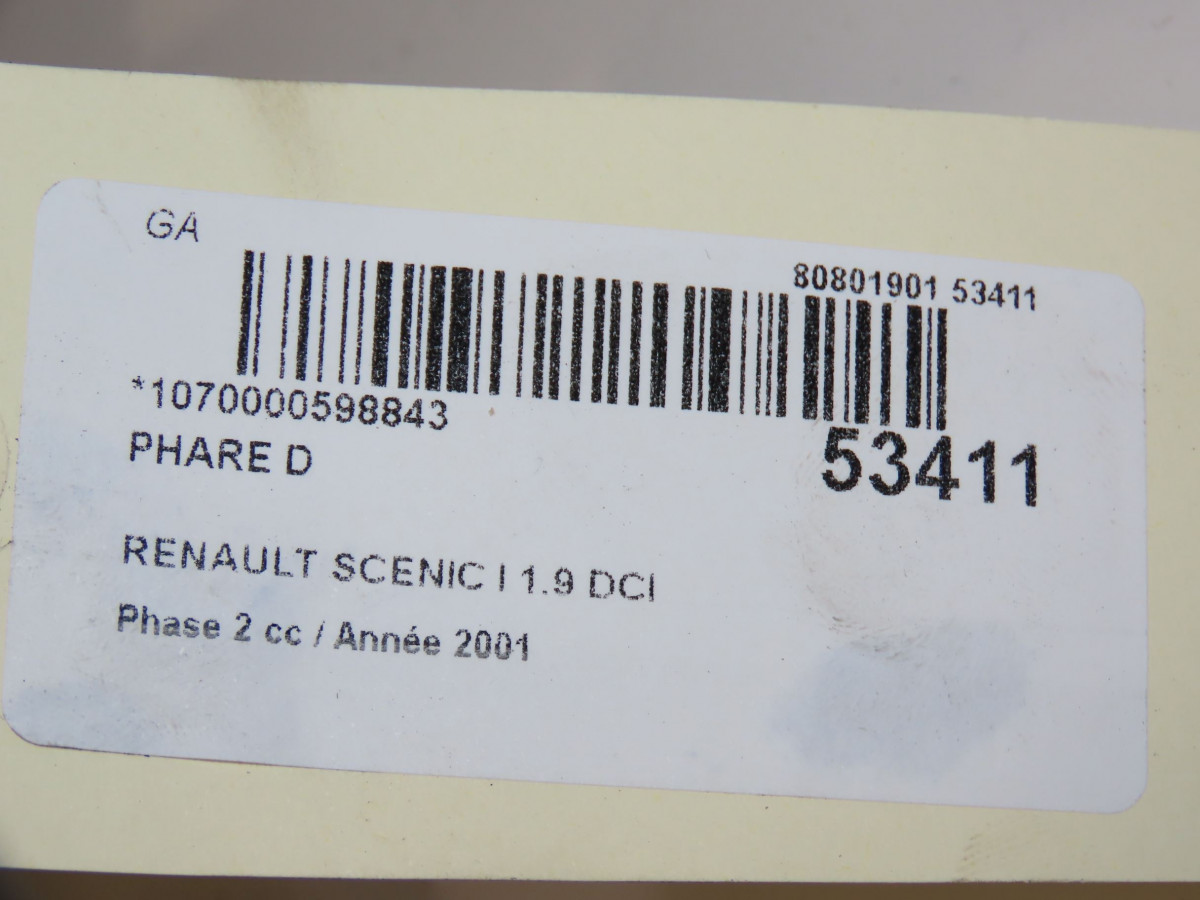 GA
80801901 53411
*1070000598843
53411
PHARE D
RENAULT SCENIC I 1.9 DCI
Phase 2 cc / Année 2001